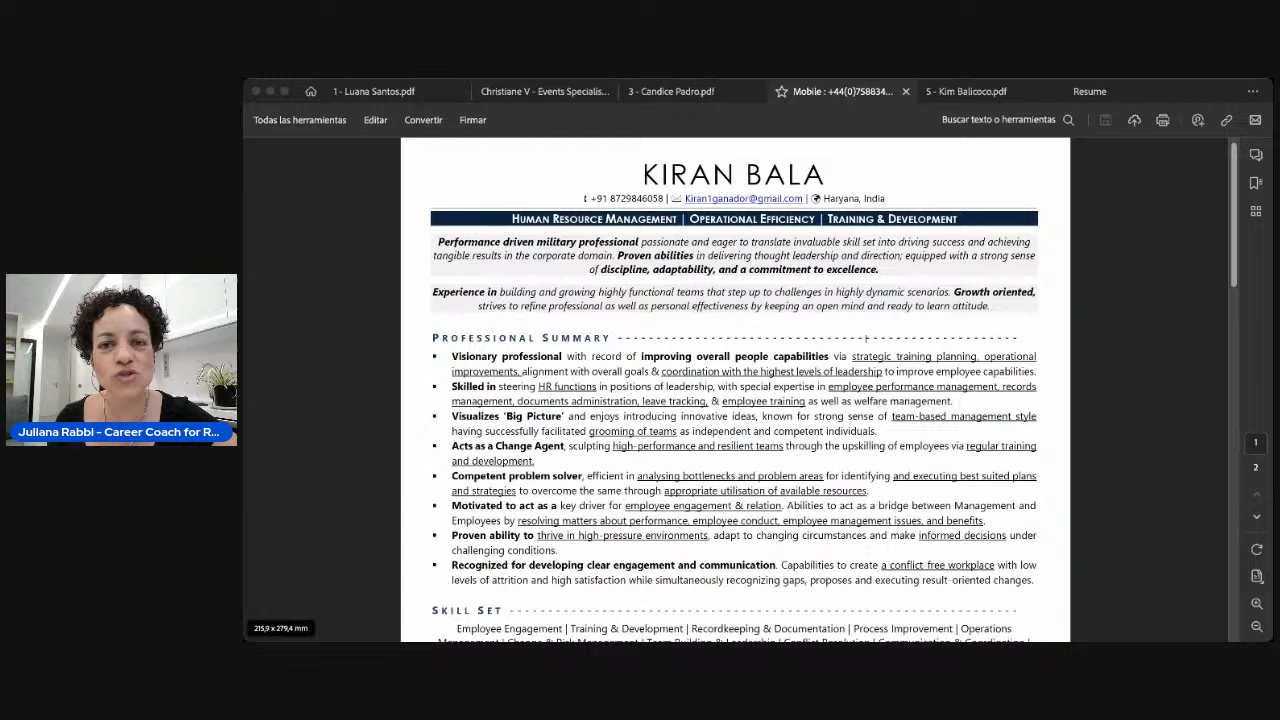 1 - Luana Santos.pdf
Christiane V - Events Specialis...
3 - Candice Padro.pdf
Mobile : +44(0)758834...
5 - Kim Balicoco.pdf
Resume
Todas las herramientas
Editar
Convertir
Firmar
Buscar texto o herramientas
KIRAN BALA
+91 8729846058 | Kiran1ganador@gmail.com | Haryana, India
HUMAN RESOURCE MANAGEMENT | OPERATIONAL EFFICIENCY | TRAINING & DEVELOPMENT
Performance driven military professional passionate and eager to translate invaluable skill set into driving success and achieving
tangible results in the corporate domain. Proven abilities in delivering thought leadership and direction; equipped with a strong sense
of discipline, adaptability, and a commitment to excellence.
Experience in building and growing highly functional teams that step up to challenges in highly dynamic scenarios. Growth oriented,
strives to refine professional as well as personal effectiveness by keeping an open mind and ready to learn attitude.
PROFESSIONAL SUMMARY
▪ Visionary professional with record of improving overall people capabilities via strategic training planning, operational
improvements, alignment with overall goals & coordination with the highest levels of leadership to improve employee capabilities.
▪ Skilled in steering HR functions in positions of leadership, with special expertise in employee performance management, records
management, documents administration, leave tracking, & employee training as well as welfare management.
▪ Visualizes 'Big Picture' and enjoys introducing innovative ideas, known for strong sense of team-based management style
having successfully facilitated grooming of teams as independent and competent individuals.
▪ Acts as a Change Agent, sculpting high-performance and resilient teams through the upskilling of employees via regular training
and development.
▪ Competent problem solver, efficient in analysing bottlenecks and problem areas for identifying and executing best suited plans
and strategies to overcome the same through appropriate utilisation of available resources.
▪ Motivated to act as a key driver for employee engagement & relation. Abilities to act as a bridge between Management and
Employees by resolving matters about performance, employee conduct, employee management issues, and benefits.
▪ Proven ability to thrive in high-pressure environments, adapt to changing circumstances and make informed decisions under
challenging conditions.
▪ Recognized for developing clear engagement and communication. Capabilities to create a conflict-free workplace with low
levels of attrition and high satisfaction while simultaneously recognizing gaps, proposes and executing result-oriented changes.
SKILL SET
Employee Engagement | Training & Development | Recordkeeping & Documentation | Process Improvement | Operations
Management | Change & Risk Management | Team Building & Leadership | Conflict Resolution | Communication & Coordination |
1
2
215,9 x 279,4 mm
Juliana Rabbi – Career Coach for R...